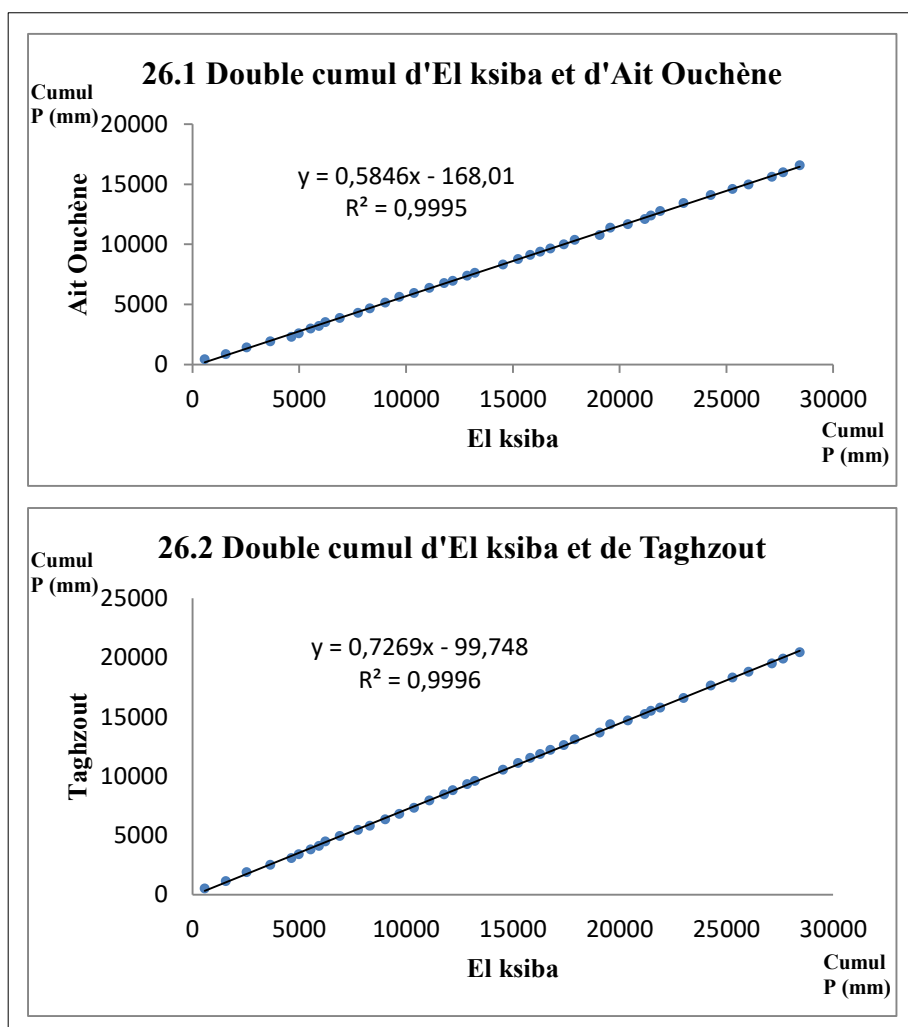 26.1 Double cumul d'El ksiba et d'Ait Ouchène
Cumul
P (mm)
20000
15000
10000
5000
0
Ait Ouchène
y = 0,5846x - 168,01
R² = 0,9995
0 5000 10000 15000 20000 25000 30000
El ksiba
Cumul
P (mm)
26.2 Double cumul d'El ksiba et de Taghzout
Cumul
P (mm)
25000
20000
15000
10000
5000
0
Taghzout
y = 0,7269x - 99,748
R² = 0,9996
0 5000 10000 15000 20000 25000 30000
El ksiba
Cumul
P (mm)